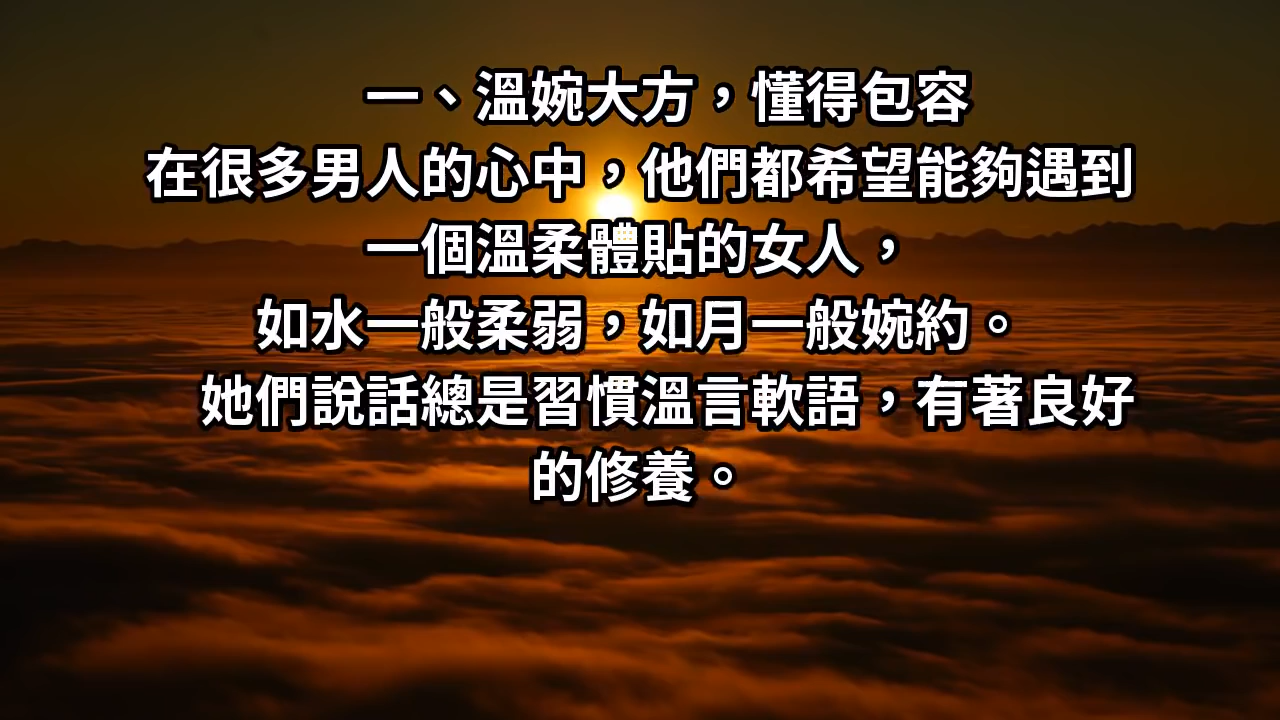 一、溫婉大方，懂得包容
在很多男人的心中，他們都希望能夠遇到
一個溫柔體貼的女人，
如水一般柔弱，如月一般婉約。
她們說話總是習慣溫言軟語，有著良好
的修養。